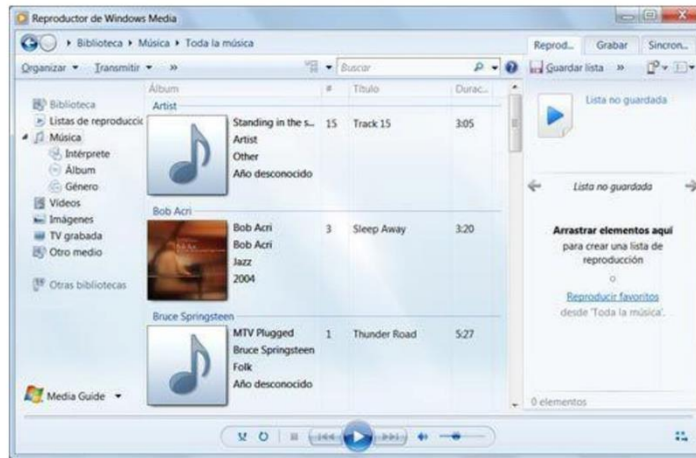 Reproductor de Windows Media
Biblioteca ▸ Música ▸ Toda la música
Reprod... Grabar Sincron...
Organizar Transmitir » Buscar Guardar lista »
Álbum # Título Durac...
Biblioteca
Listas de reproducció
Música
Intérprete
Álbum
Género
Vídeos
Imágenes
TV grabada
Otro medio
Otras bibliotecas
Media Guide
Artist
Standing in the s... 15 Track 15 3:05
Artist
Other
Año desconocido
Bob Acri
Bob Acri 3 Sleep Away 3:20
Bob Acri
Jazz
2004
Bruce Springsteen
MTV Plugged 1 Thunder Road 5:27
Bruce Springsteen
Folk
Año desconocido
Lista no guardada
Lista no guardada
Arrastrar elementos aquí
para crear una lista de
reproducción
o
Reproducir favoritos
desde 'Toda la música'.
0 elementos